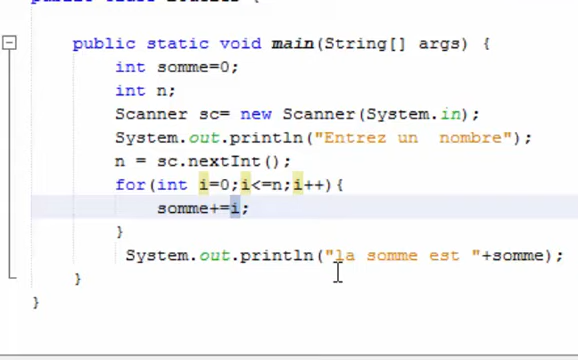 public static void main(String[] args) {
int somme=0;
int n;
Scanner sc= new Scanner(System.in);
System.out.println("Entrez un  nombre");
n = sc.nextInt();
for(int i=0;i<=n;i++){
somme+=i;
}
System.out.println("la somme est "+somme);
}
}